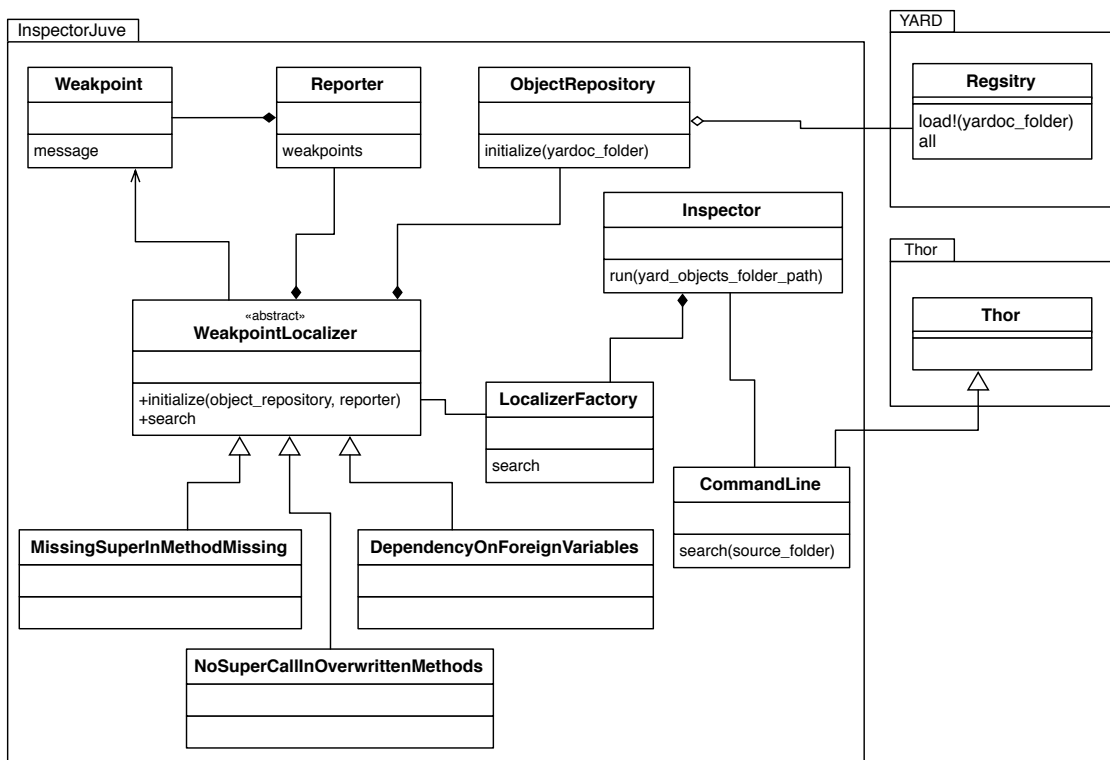 InspectorJuve
Weakpoint
message
Reporter
weakpoints
ObjectRepository
initialize(yardoc_folder)
YARD
Regsitry
load!(yardoc_folder)
all
Inspector
run(yard_objects_folder_path)
Thor
Thor
«abstract»
WeakpointLocalizer
+initialize(object_repository, reporter)
+search
LocalizerFactory
search
CommandLine
search(source_folder)
MissingSuperInMethodMissing
DependencyOnForeignVariables
NoSuperCallInOverwrittenMethods